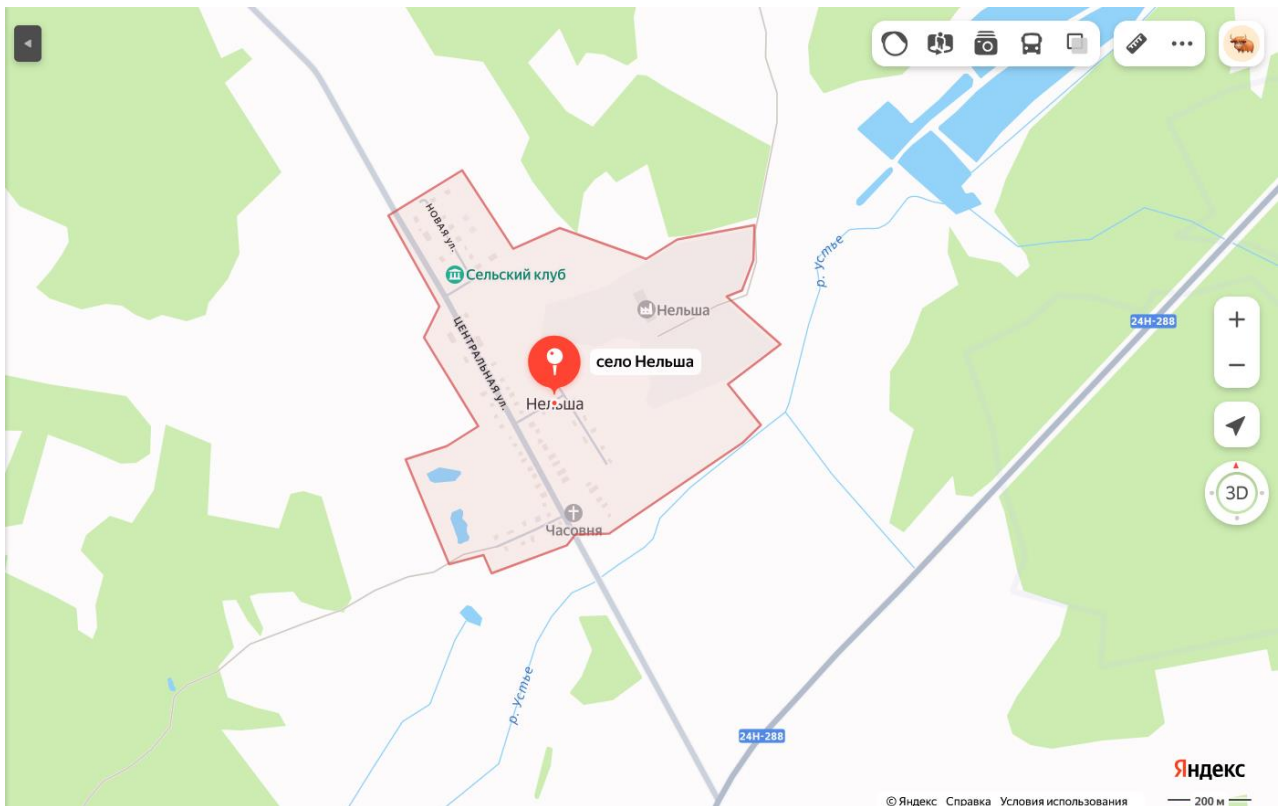 НОВАЯ УЛ.
Сельский клуб
р. Устье
Нельша
24Н-288
ЦЕНТРАЛЬНАЯ УЛ.
село Нельша
Нельша
3D
Часовня
р. Устье
24Н-288
Яндекс
© Яндекс Справка Условия использования 200 м